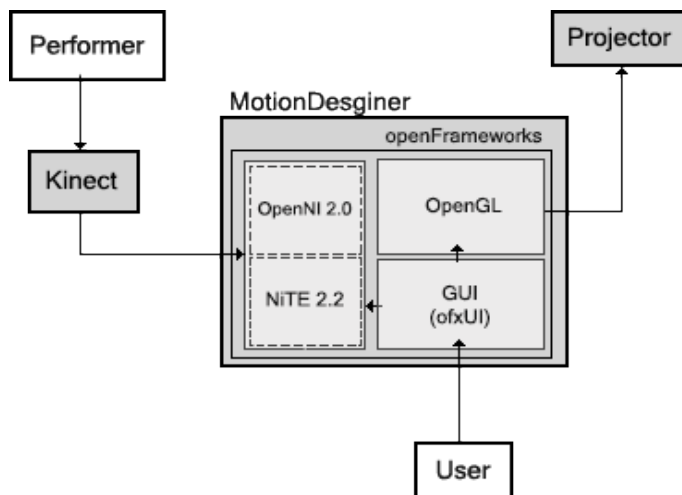 Performer
Projector
MotionDesginer
openFrameworks
Kinect
OpenNI 2.0
OpenGL
NiTE 2.2
GUI
(ofxUI)
User